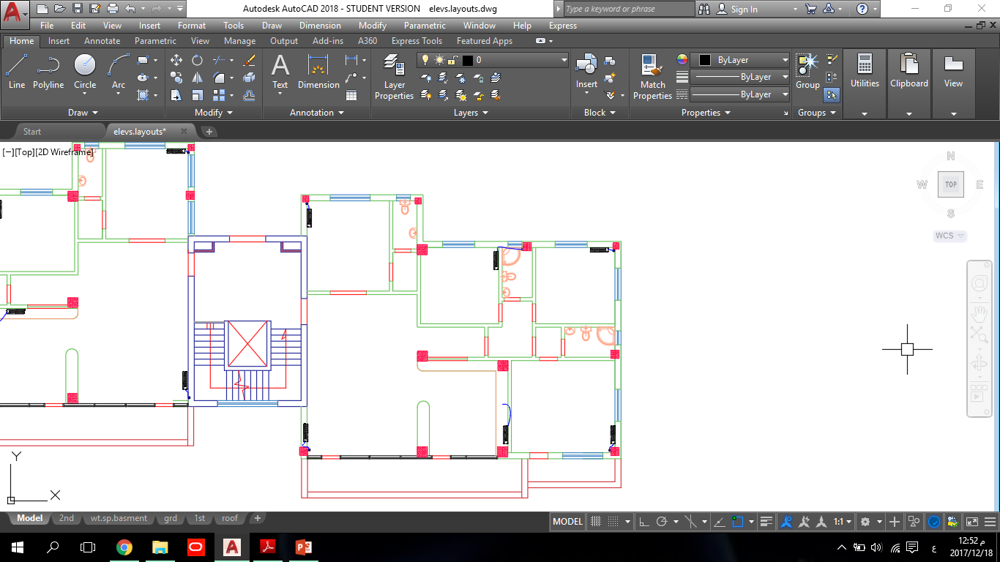 Autodesk AutoCAD 2018 - STUDENT VERSION elevs.layouts.dwg Type a keyword or phrase Sign In
File Edit View Insert Format Tools Draw Dimension Modify Parametric Window Help Express
Home Insert Annotate Parametric View Manage Output Add-ins A360 Express Tools Featured Apps
0 ByLayer
ByLayer
ByLayer
Line Polyline Circle Arc Text Dimension Layer Properties Insert Match Properties Group Utilities Clipboard View
Draw Modify Annotation Layers Block Properties Groups
Start elevs.layouts*
[−][Top][2D Wireframe]
N
W TOP E
S
WCS
Y
X
Model 2nd wt.sp.basment grd 1st roof MODEL 1:1
12:52 م
ع
2017/12/18